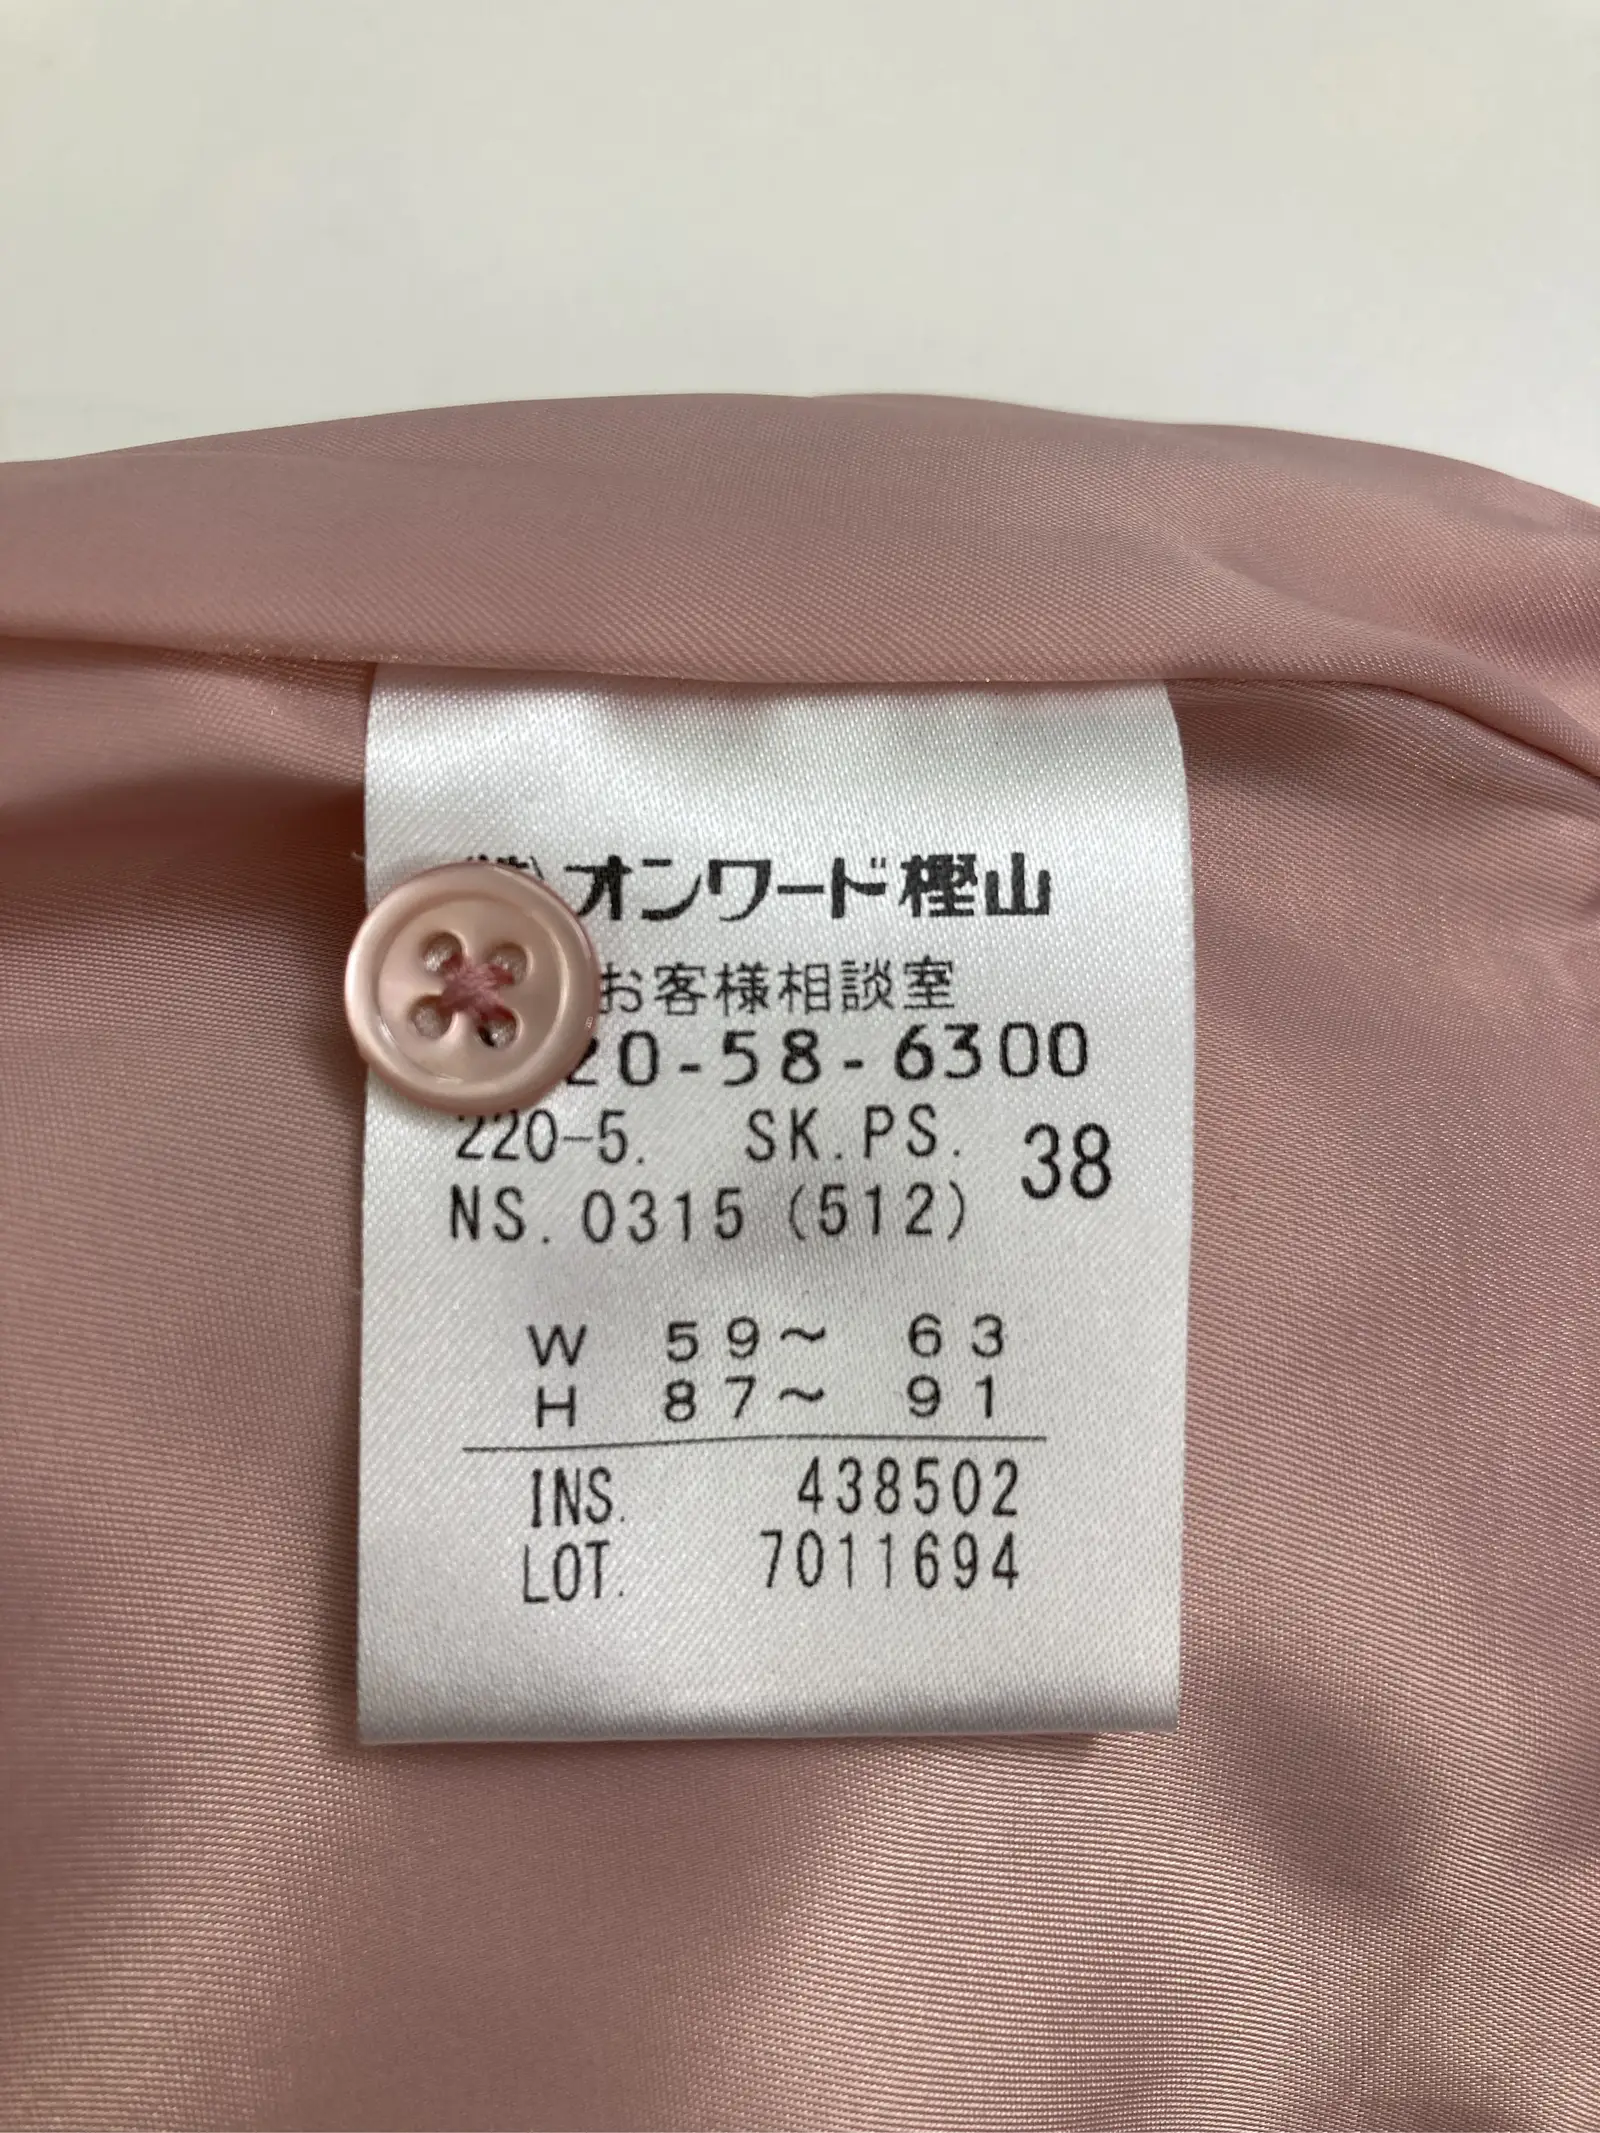 オンワード樫山
お客様相談室
20-58-6300
220-5. SK.PS. 38
NS. 0315 (512)
W 59～ 63
H 87～ 91
INS. 438502
LOT. 7011694